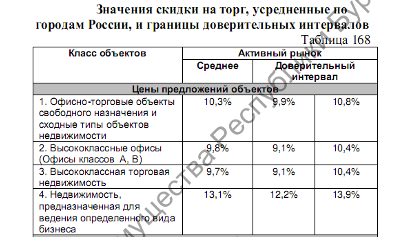 Значения скидки на торг, усредненные по
городам России, и границы доверительных интервалов
Таблица 168
Класс объектов
Активный рынок
Среднее
Доверительный
интервал
Цены предложений объектов
1. Офисно-торговые объекты
свободного назначения и
сходные типы объектов
недвижимости
10,3%
9,9%
10,8%
2. Высококлассные офисы
(Офисы классов А, В)
9,8%
9,1%
10,4%
3. Высококлассная торговая
недвижимость
9,7%
9,1%
10,4%
4. Недвижимость,
предназначенная для
ведения определенного вида
бизнеса
13,1%
12,2%
13,9%
мущества Республики Бур